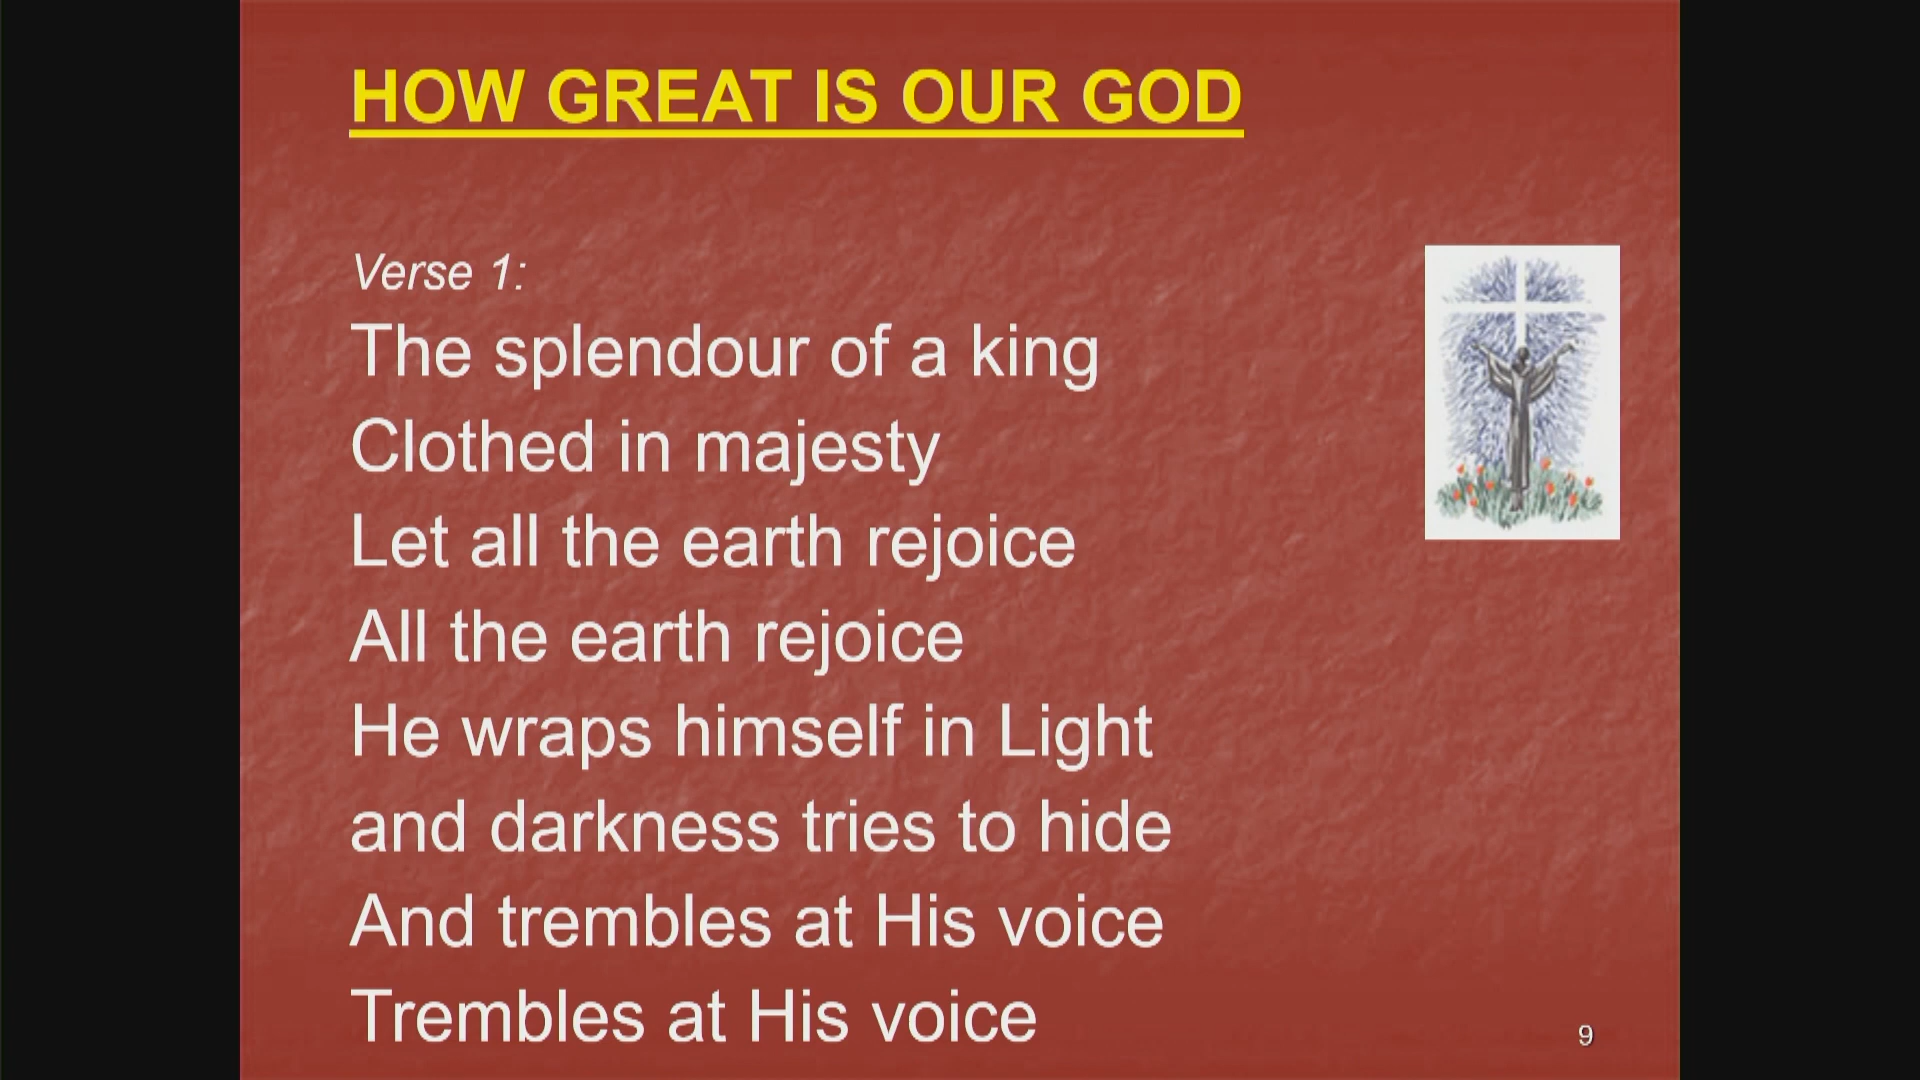 HOW GREAT IS OUR GOD
Verse 1:
The splendour of a king
Clothed in majesty
Let all the earth rejoice
All the earth rejoice
He wraps himself in Light
and darkness tries to hide
And trembles at His voice
Trembles at His voice
9